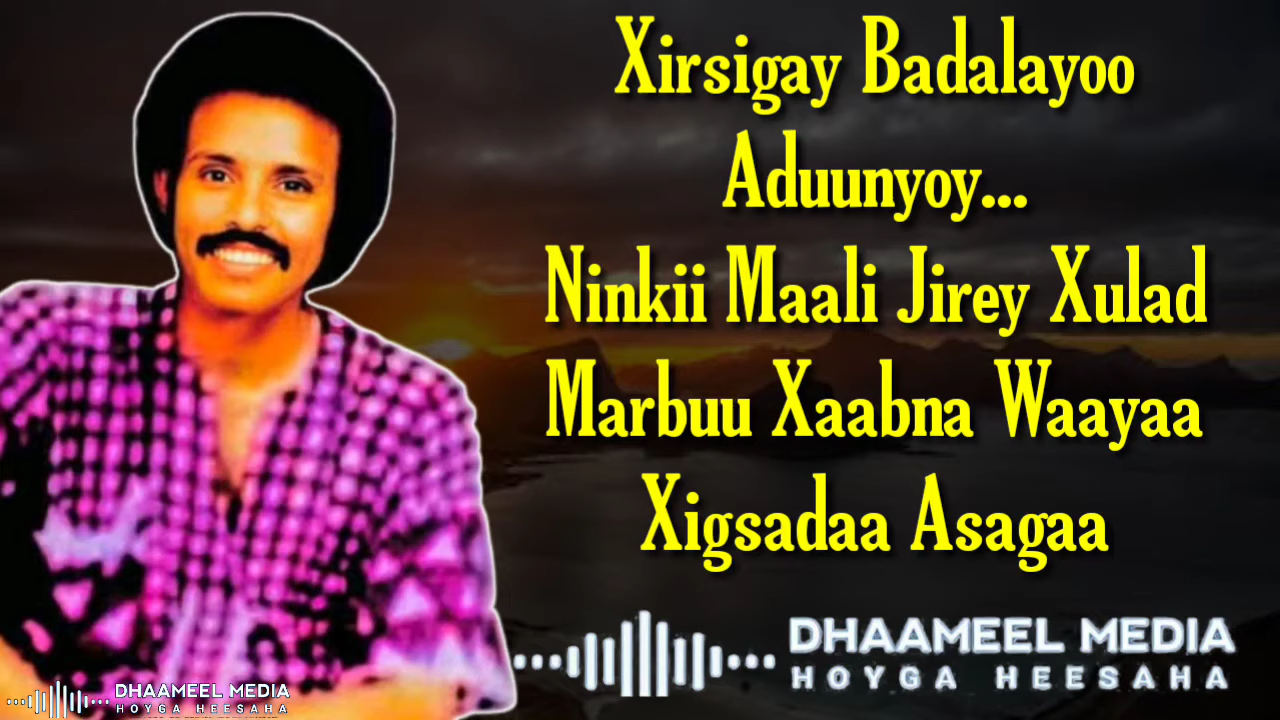 Xirsigay Badalayoo
Aduunyoy...
Ninkii Maali Jirey Xulad
Marbuu Xaabna Waayaa
Xigsadaa Asagaa
DHAAMEEL MEDIA
HOYGA HEESAHA
DHAAMEEL MEDIA
HOYGA HEESAHA